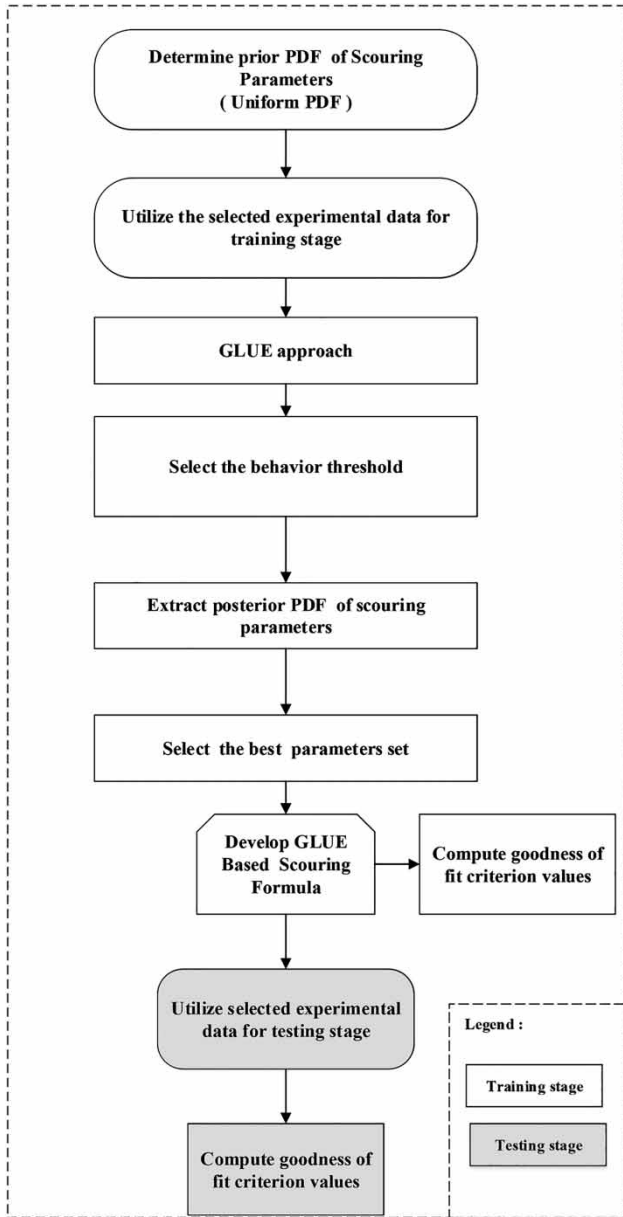 Determine prior PDF of Scouring
Parameters
( Uniform PDF )
Utilize the selected experimental data for
training stage
GLUE approach
Select the behavior threshold
Extract posterior PDF of scouring
parameters
Select the best parameters set
Develop GLUE
Based Scouring
Formula
Compute goodness of
fit criterion values
Utilize selected experimental
data for testing stage
Compute goodness of
fit criterion values
Legend :
Training stage
Testing stage